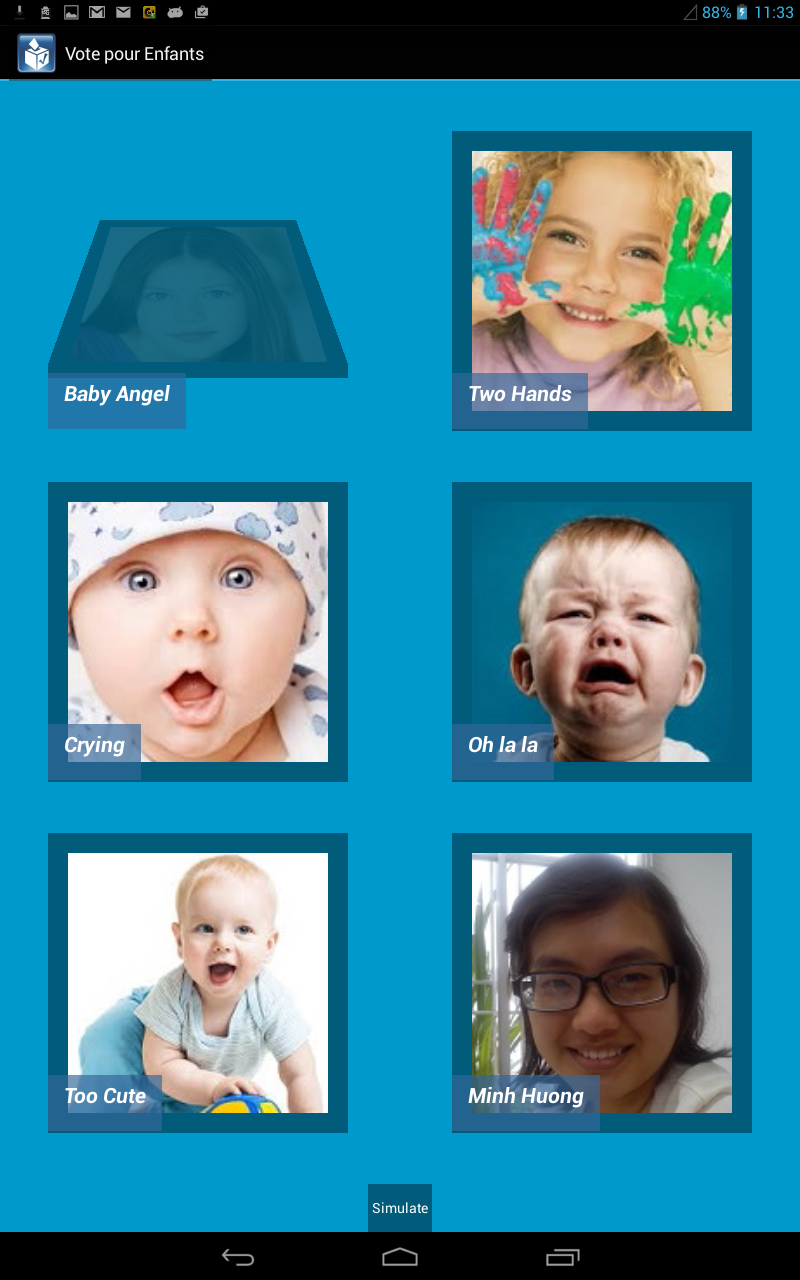 88% 11:33
Vote pour Enfants
Baby Angel
Two Hands
Crying
Oh la la
Too Cute
Minh Huong
Simulate